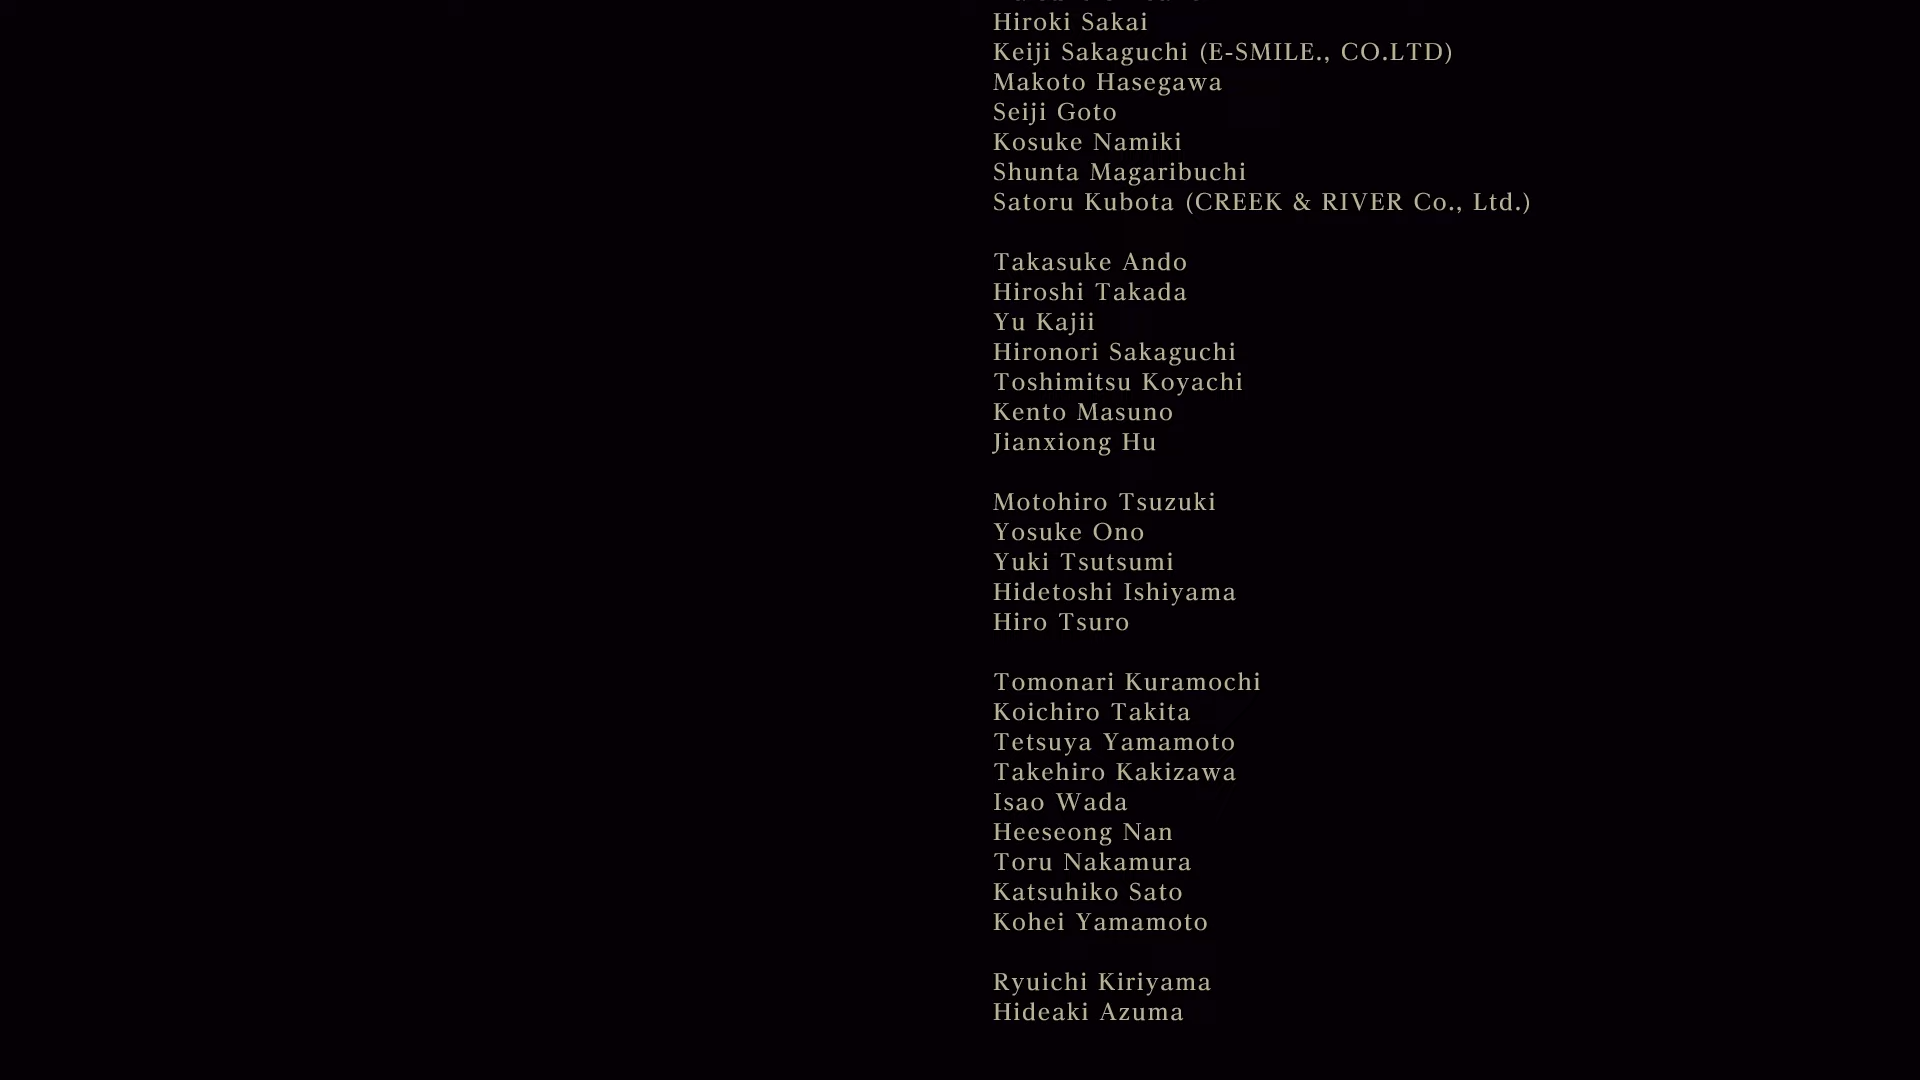 Hiroki Sakai
Keiji Sakaguchi (E-SMILE., CO.LTD)
Makoto Hasegawa
Seiji Goto
Kosuke Namiki
Shunta Magaribuchi
Satoru Kubota (CREEK & RIVER Co., Ltd.)
Takasuke Ando
Hiroshi Takada
Yu Kajii
Hironori Sakaguchi
Toshimitsu Koyachi
Kento Masuno
Jianxiong Hu
Motohiro Tsuzuki
Yosuke Ono
Yuki Tsutsumi
Hidetoshi Ishiyama
Hiro Tsuro
Tomonari Kuramochi
Koichiro Takita
Tetsuya Yamamoto
Takehiro Kakizawa
Isao Wada
Heeseong Nan
Toru Nakamura
Katsuhiko Sato
Kohei Yamamoto
Ryuichi Kiriyama
Hideaki Azuma